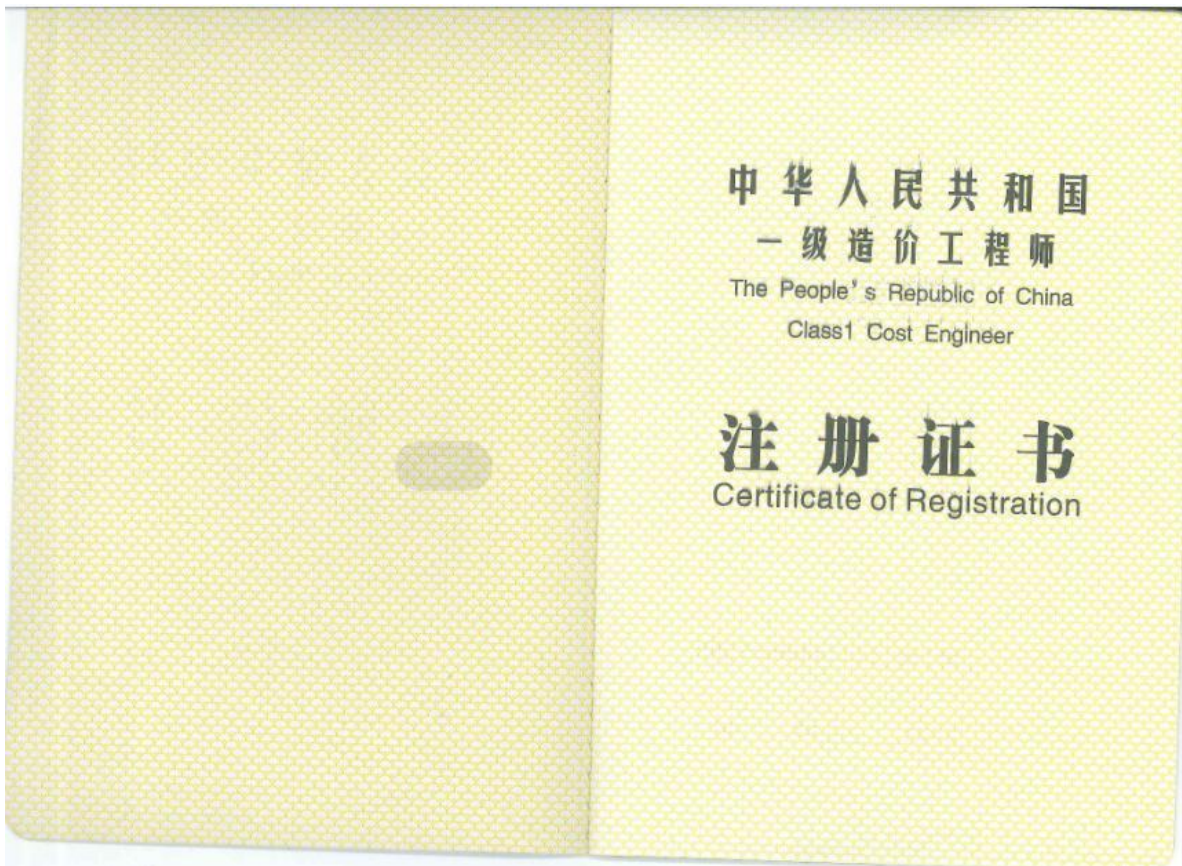 中华人民共和国
一级造价工程师
The People's Republic of China
Class1 Cost Engineer
注册证书
Certificate of Registration